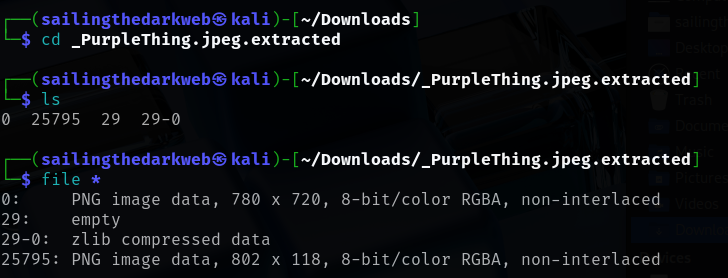 ┌──(sailingthedarkweb㉿kali)-[~/Downloads]
└─$ cd _PurpleThing.jpeg.extracted
┌──(sailingthedarkweb㉿kali)-[~/Downloads/_PurpleThing.jpeg.extracted]
└─$ ls
0  25795  29  29-0
┌──(sailingthedarkweb㉿kali)-[~/Downloads/_PurpleThing.jpeg.extracted]
└─$ file *
0:     PNG image data, 780 x 720, 8-bit/color RGBA, non-interlaced
29:    empty
29-0:  zlib compressed data
25795: PNG image data, 802 x 118, 8-bit/color RGBA, non-interlaced